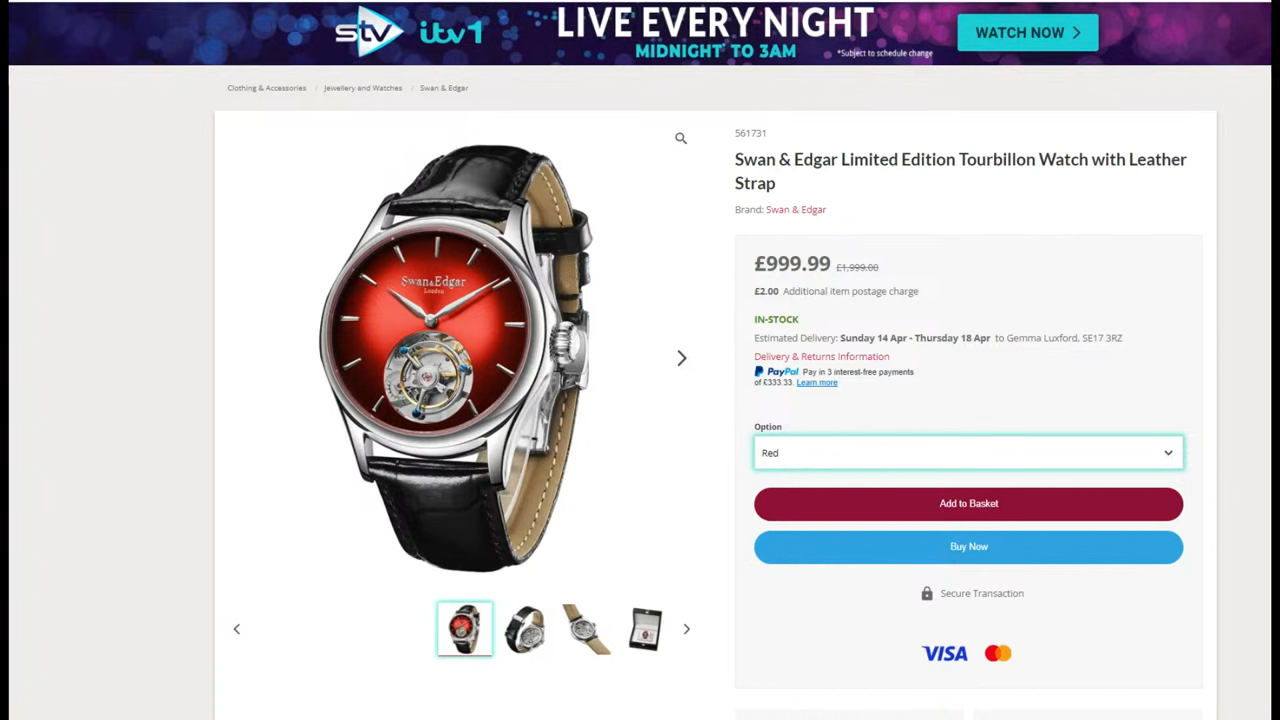 stv itv1
LIVE EVERY NIGHT
MIDNIGHT TO 3AM
*Subject to schedule change
WATCH NOW
Clothing & Accessories / Jewellery and Watches / Swan & Edgar
561731
Swan & Edgar Limited Edition Tourbillon Watch with Leather
Strap
Brand: Swan & Edgar
£999.99 £1,999.00
£2.00 Additional item postage charge
IN-STOCK
Estimated Delivery: Sunday 14 Apr - Thursday 18 Apr to Gemma Luxford, SE17 3RZ
Delivery & Returns Information
PayPal Pay in 3 interest-free payments
of £333.33. Learn more
Option
Red
Add to Basket
Buy Now
Secure Transaction
VISA
Swan&Edgar
London